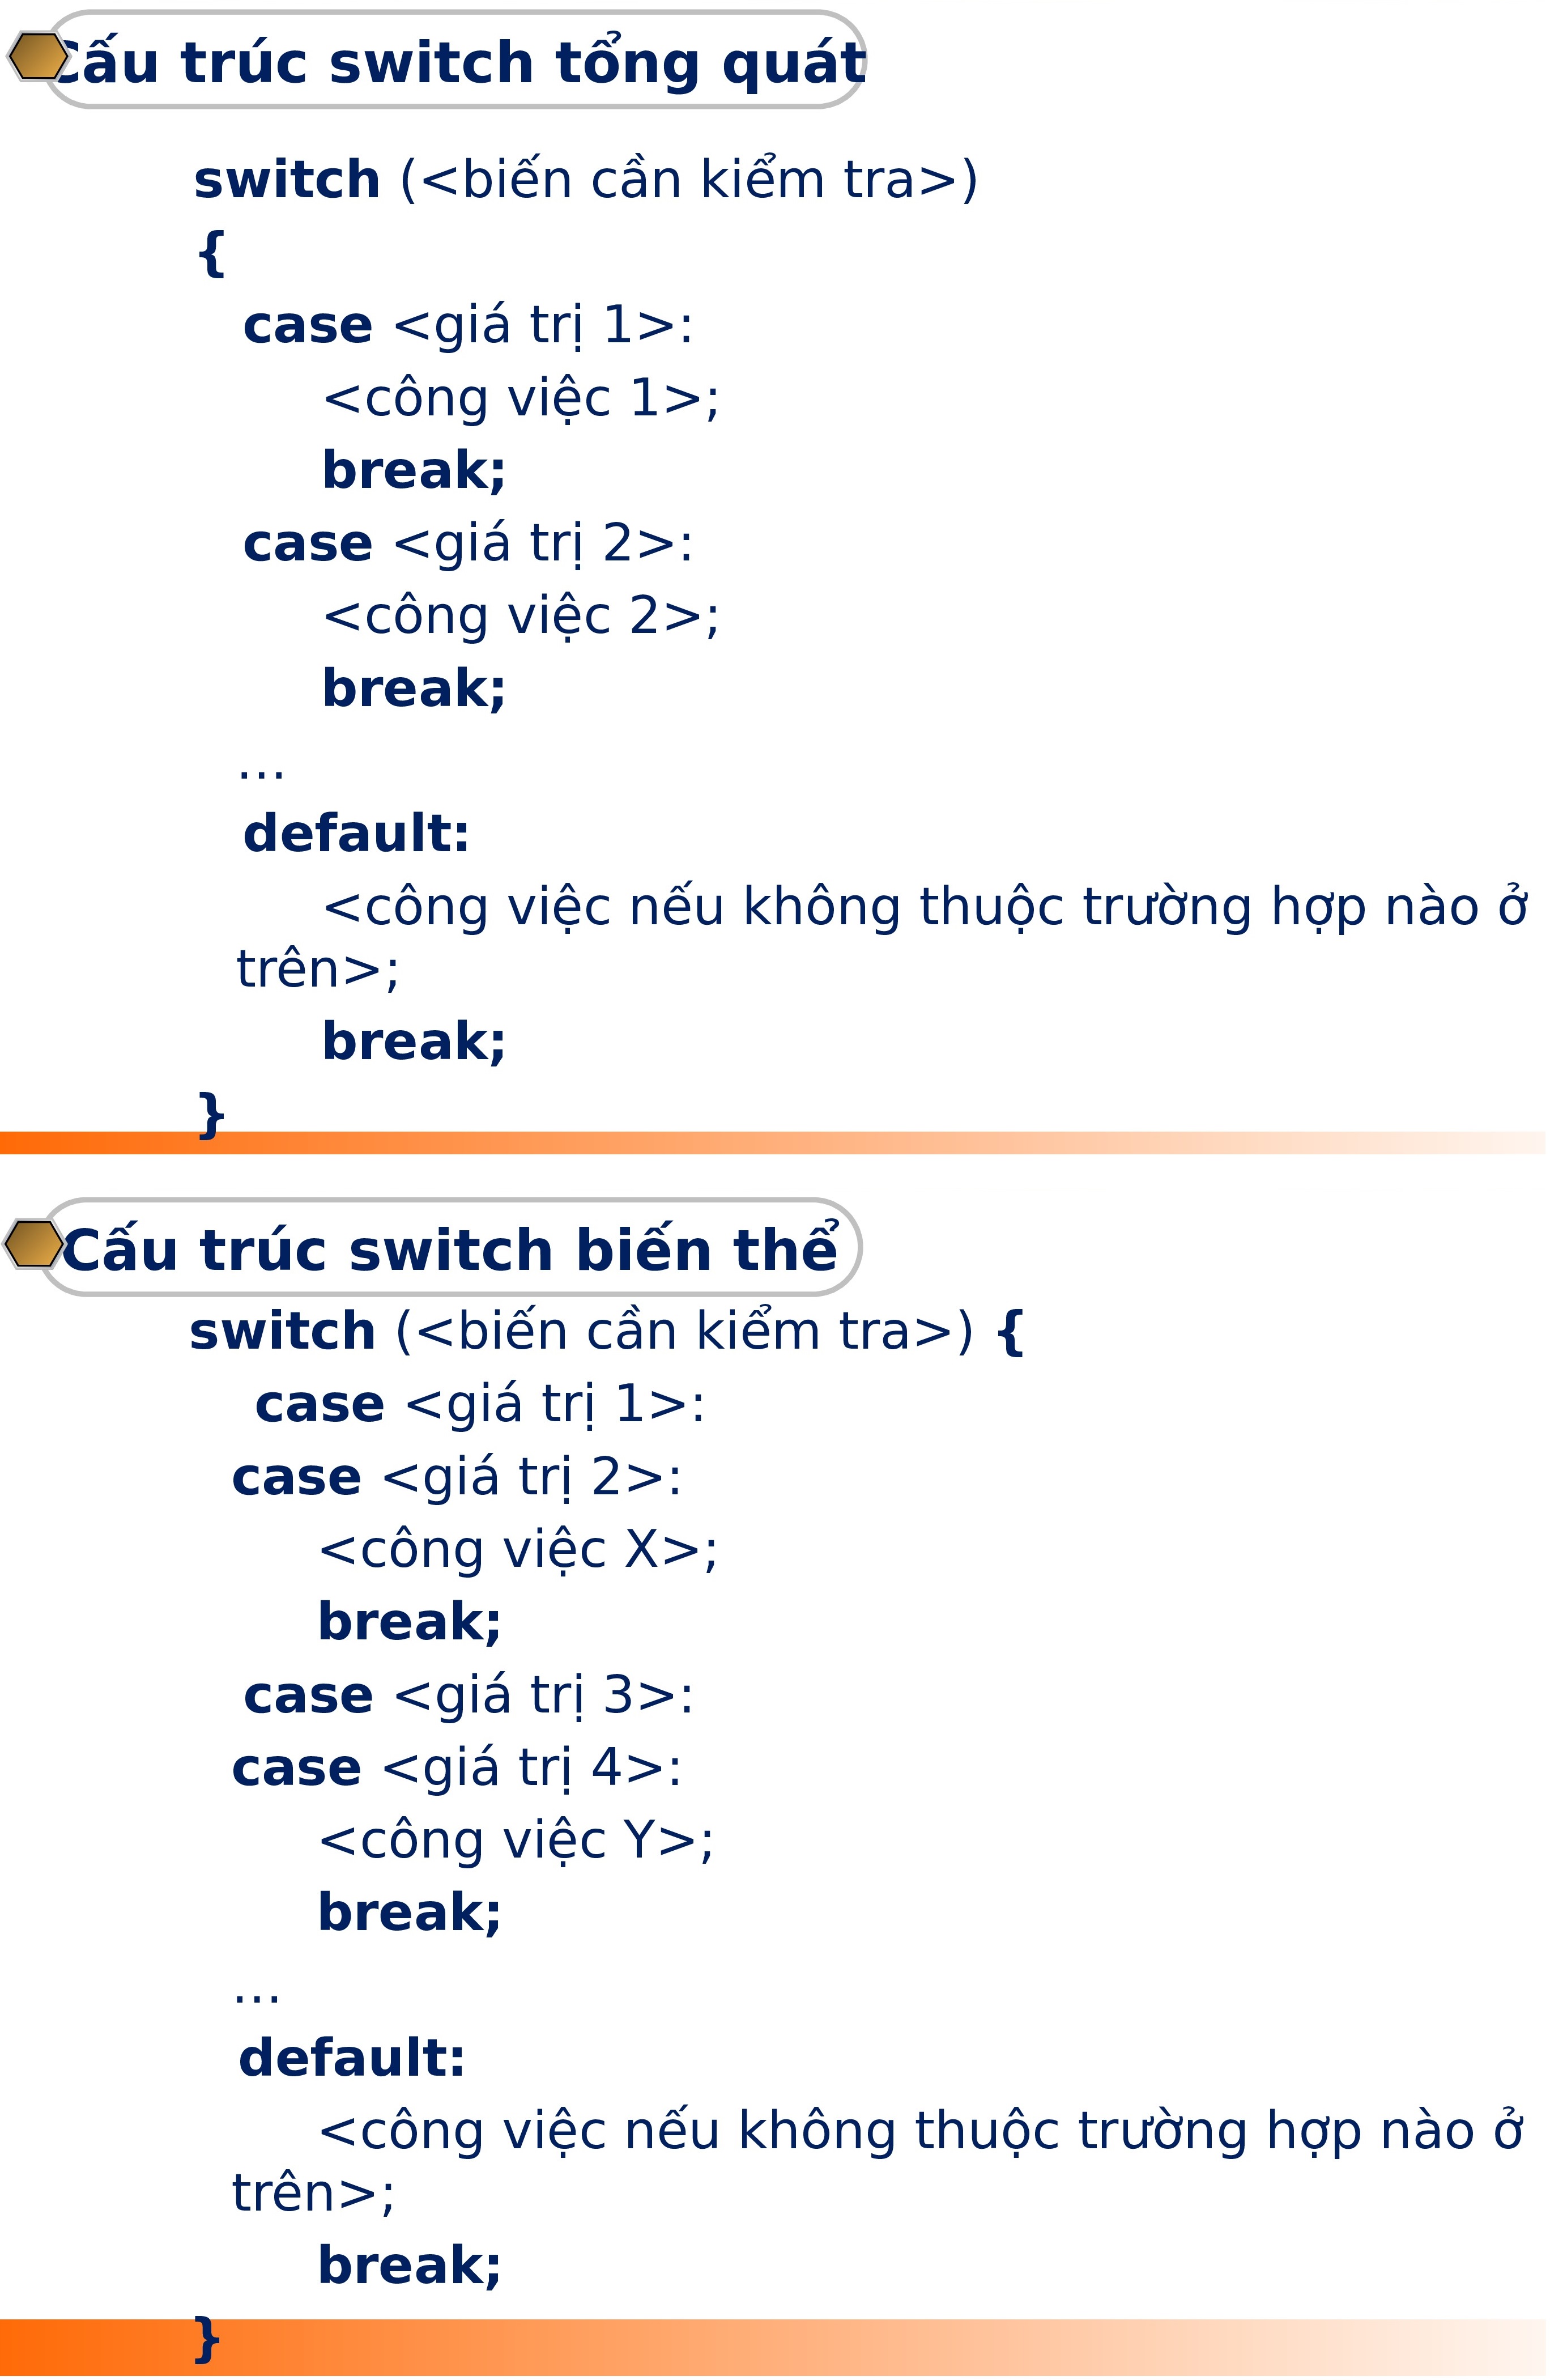 Cấu trúc switch tổng quát
switch (<biến cần kiểm tra>)
{
case <giá trị 1>:
<công việc 1>;
break;
case <giá trị 2>:
<công việc 2>;
break;
…
default:
<công việc nếu không thuộc trường hợp nào ở
trên>;
break;
}
Cấu trúc switch biến thể
switch (<biến cần kiểm tra>) {
case <giá trị 1>:
case <giá trị 2>:
<công việc X>;
break;
case <giá trị 3>:
case <giá trị 4>:
<công việc Y>;
break;
…
default:
<công việc nếu không thuộc trường hợp nào ở
trên>;
break;
}